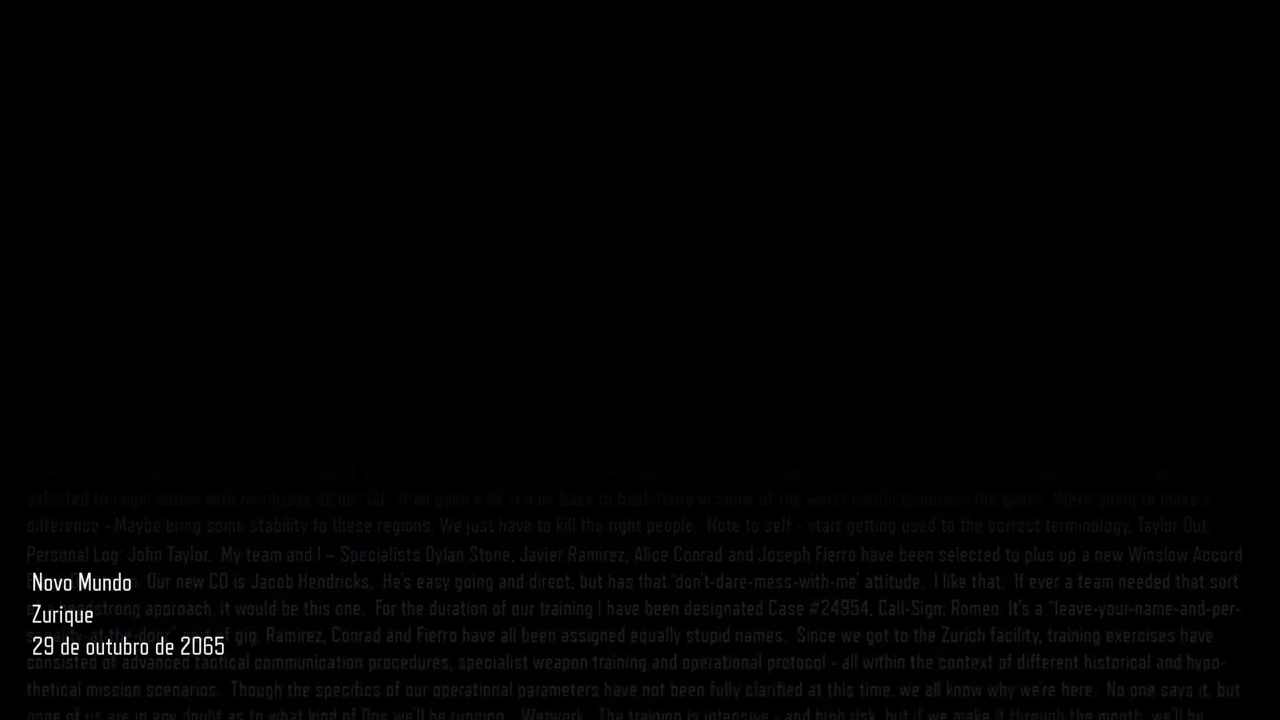 selected to begin action with Hendricks as our CO. If all goes well, it'll be back to back tours in some of the worst conflicts across the globe. We're going to make a
difference - Maybe bring some stability to these regions. We just have to kill the right people. Note to self - start getting used to the correct terminology, Taylor Out.
Personal Log: John Taylor. My team and I – Specialists Dylan Stone, Javier Ramirez, Alice Conrad and Joseph Fierro have been selected to plus up a new Winslow Accord
Novo Mundo
Our new CO is Jacob Hendricks. He's easy going and direct, but has that 'don't-dare-mess-with-me' attitude. I like that. If ever a team needed that sort
Zurique
approach, it would be this one. For the duration of our training I have been designated Case #24954, Call-Sign: Romeo. It's a "leave-your-name-and-per-
gig. Ramirez, Conrad and Fierro have all been assigned equally stupid names. Since we got to the Zurich facility, training exercises have
29 de outubro de 2065
consisted of advanced tactical communication procedures, specialist weapon training and operational protocol - all within the context of different historical and hypo-
thetical mission scenarios. Though the specifics of our operational parameters have not been fully clarified at this time, we all know why we're here. No one says it, but
none of us are in any doubt as to what kind of Ops we'll be running. Wetwork. The training is intensive - and high risk, but if we make it through the month, we'll be